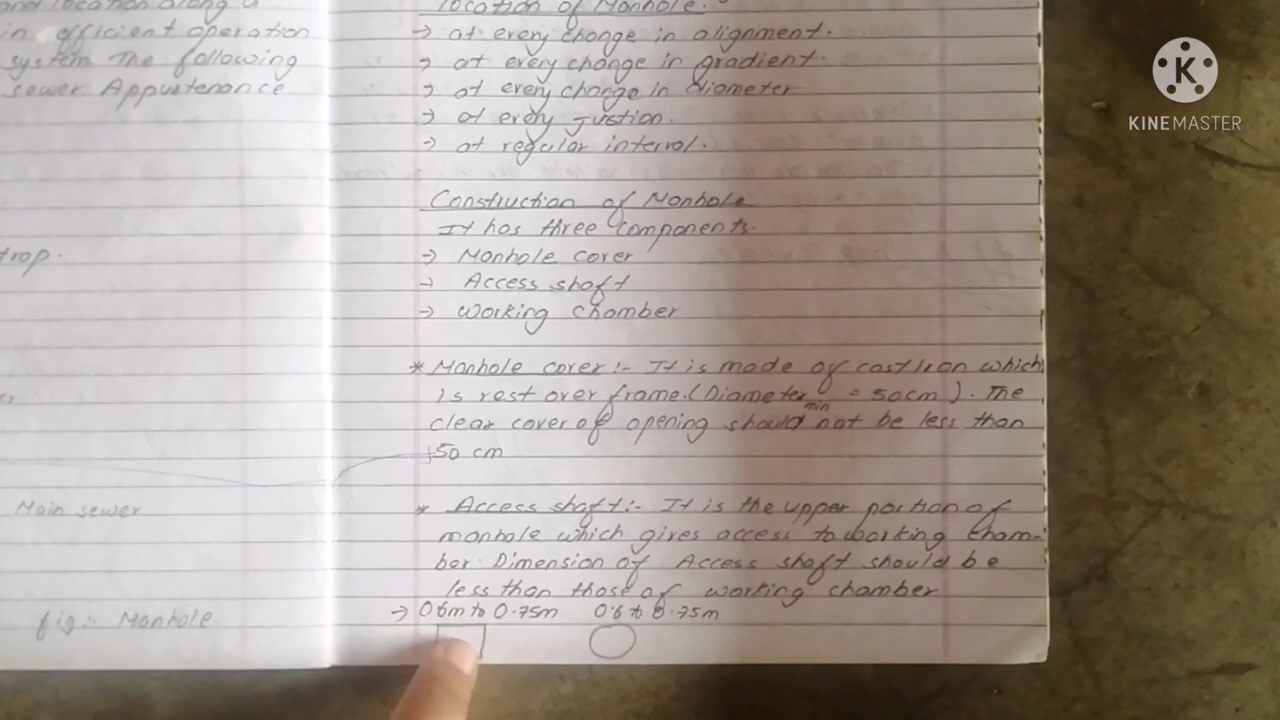 and location along a
in efficient operation
system The following
sewer Appustenance
trap.
Main sewer
fig:- Manhole.
location of Manhole:
→ at every change in alignment.
→ at every change in gradient.
→ at every change in diameter
→ at every Justion.
→ at regular interval.
Construction of Manhole
It has three components.
→ Manhole cover
→ Access shaft
→ Working chamber
* Manhole cover:- It is made of cast Iron which
is rest over frame. (Diameter min = 50cm). The
clear cover of opening should not be less than
50 cm
* Access shaft:- It is the upper portion of
manhole which gives access to working cham-
ber. Dimension of Access shaft should be
less than those of working chamber
→ 0.6m to 0.75m 0.6 to 0.75m
K
KINEMASTER